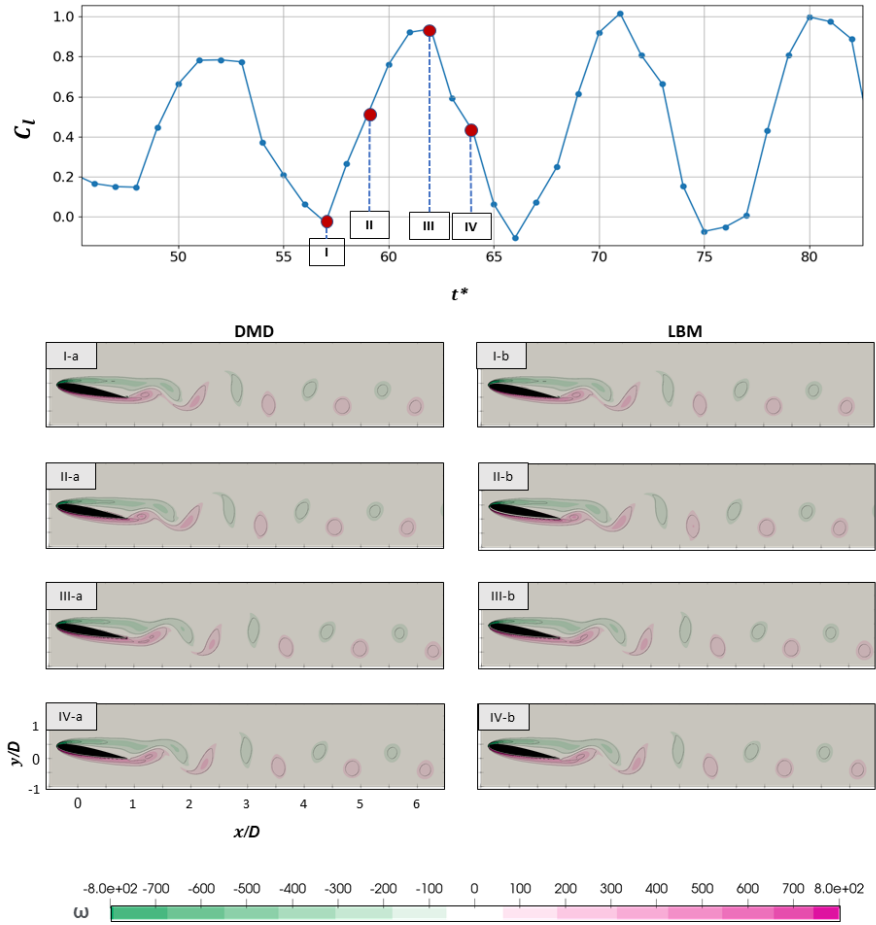 1.0
0.8
0.6
0.4
0.2
0.0
C_l
I
II
III
IV
50
55
60
65
70
75
80
t*
DMD
LBM
I-a
I-b
II-a
II-b
III-a
III-b
IV-a
IV-b
1
0
-1
y/D
0 1 2 3 4 5 6
x/D
-8.0e+02 -700 -600 -500 -400 -300 -200 -100 0 100 200 300 400 500 600 700 8.0e+02
ω